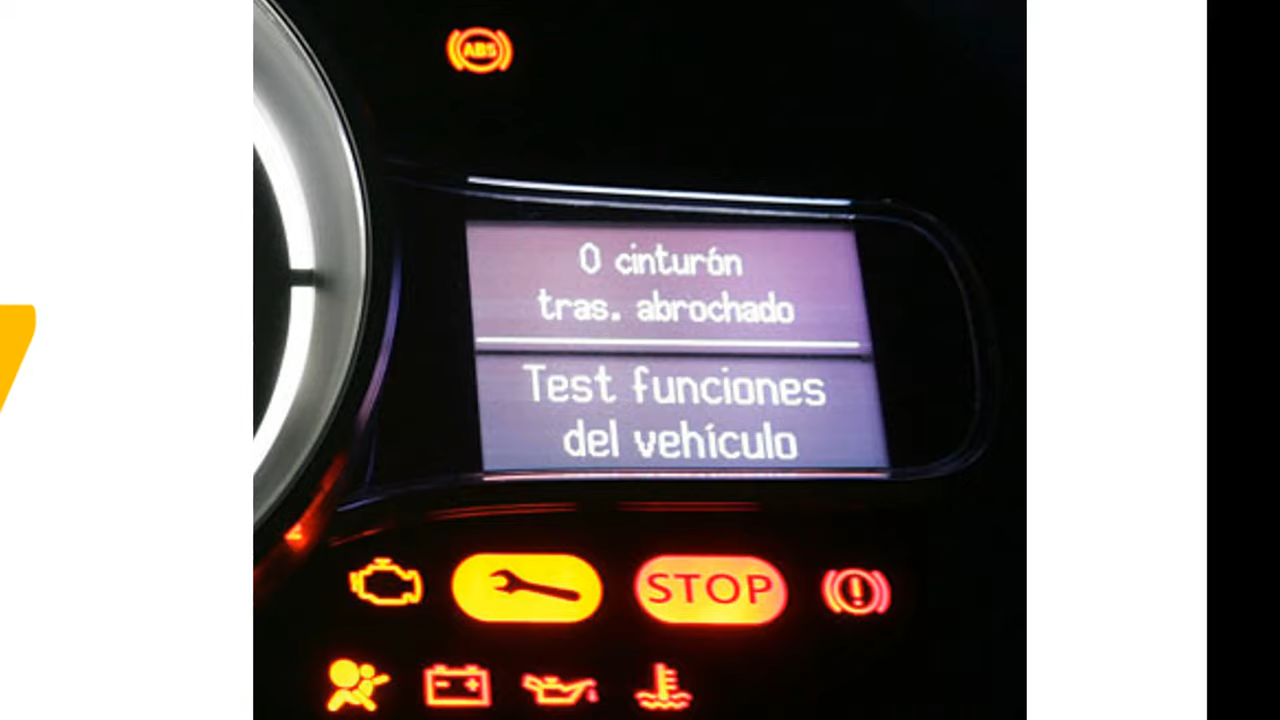 ABS
0 cinturón
tras. abrochado
Test funciones
del vehículo
STOP